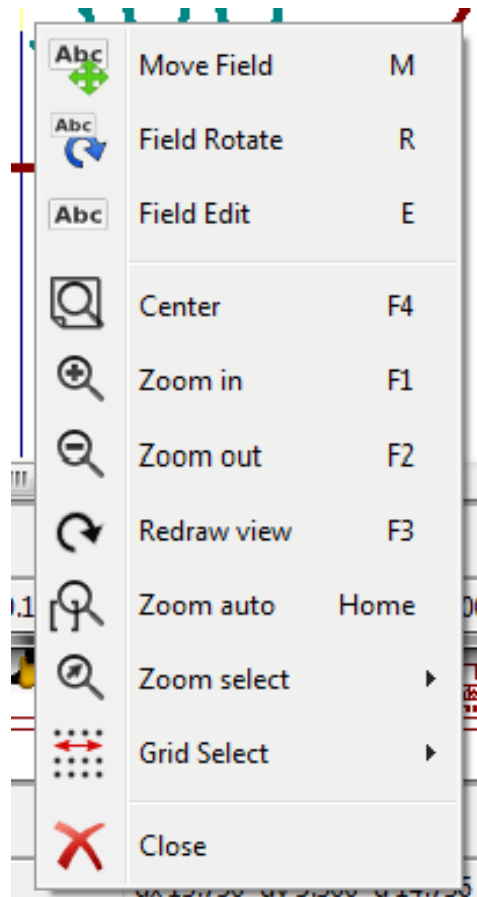 Abc Move Field M
Abc Field Rotate R
Abc Field Edit E
Center F4
Zoom in F1
Zoom out F2
Redraw view F3
Zoom auto Home
Zoom select
Grid Select
Close